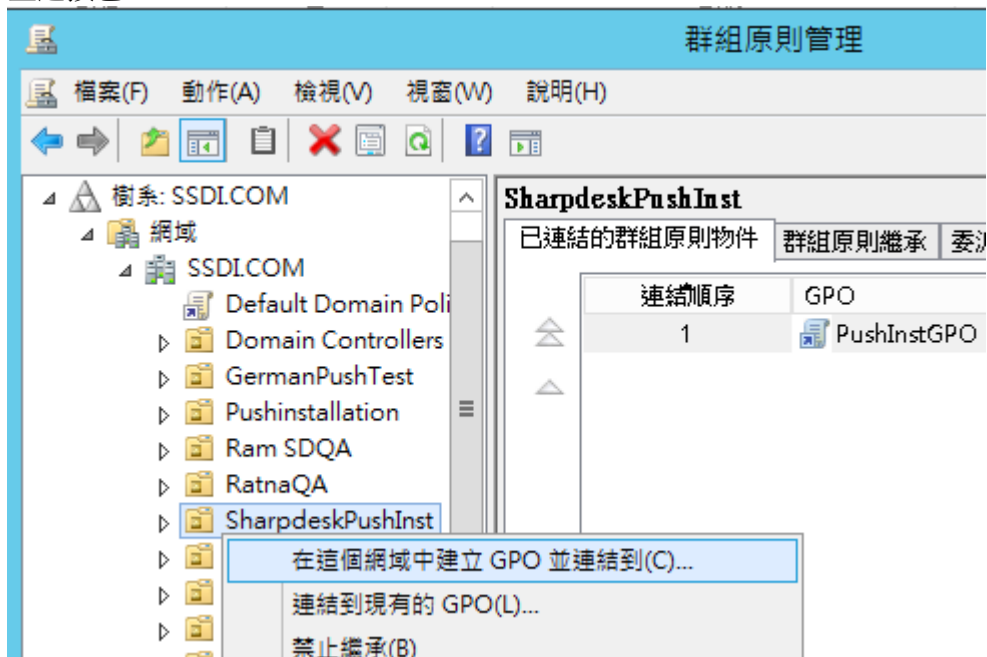 群組原則管理
檔案(F) 動作(A) 檢視(V) 視窗(W) 說明(H)
樹系: SSDI.COM
網域
SSDI.COM
Default Domain Poli
Domain Controllers
GermanPushTest
Pushinstallation
Ram SDQA
RatnaQA
SharpdeskPushInst
SharpdeskPushInst
已連結的群組原則物件 群組原則繼承 委派
連結順序 GPO
1 PushInstGPO
在這個網域中建立 GPO 並連結到(C)...
連結到現有的 GPO(L)...
禁止繼承(B)